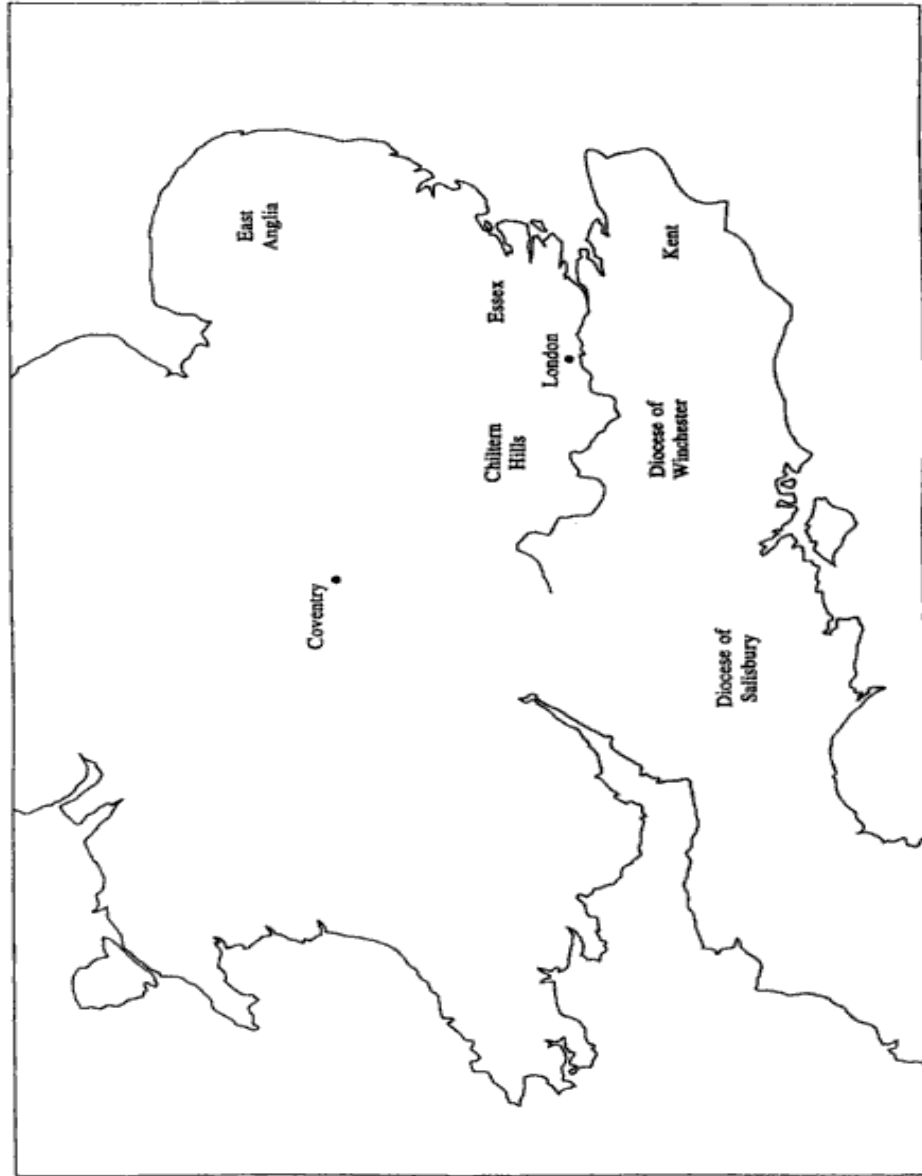 East
Anglia
Coventry
Chiltern
Hills
Essex
London
Diocese of
Winchester
Kent
Diocese of
Salisbury